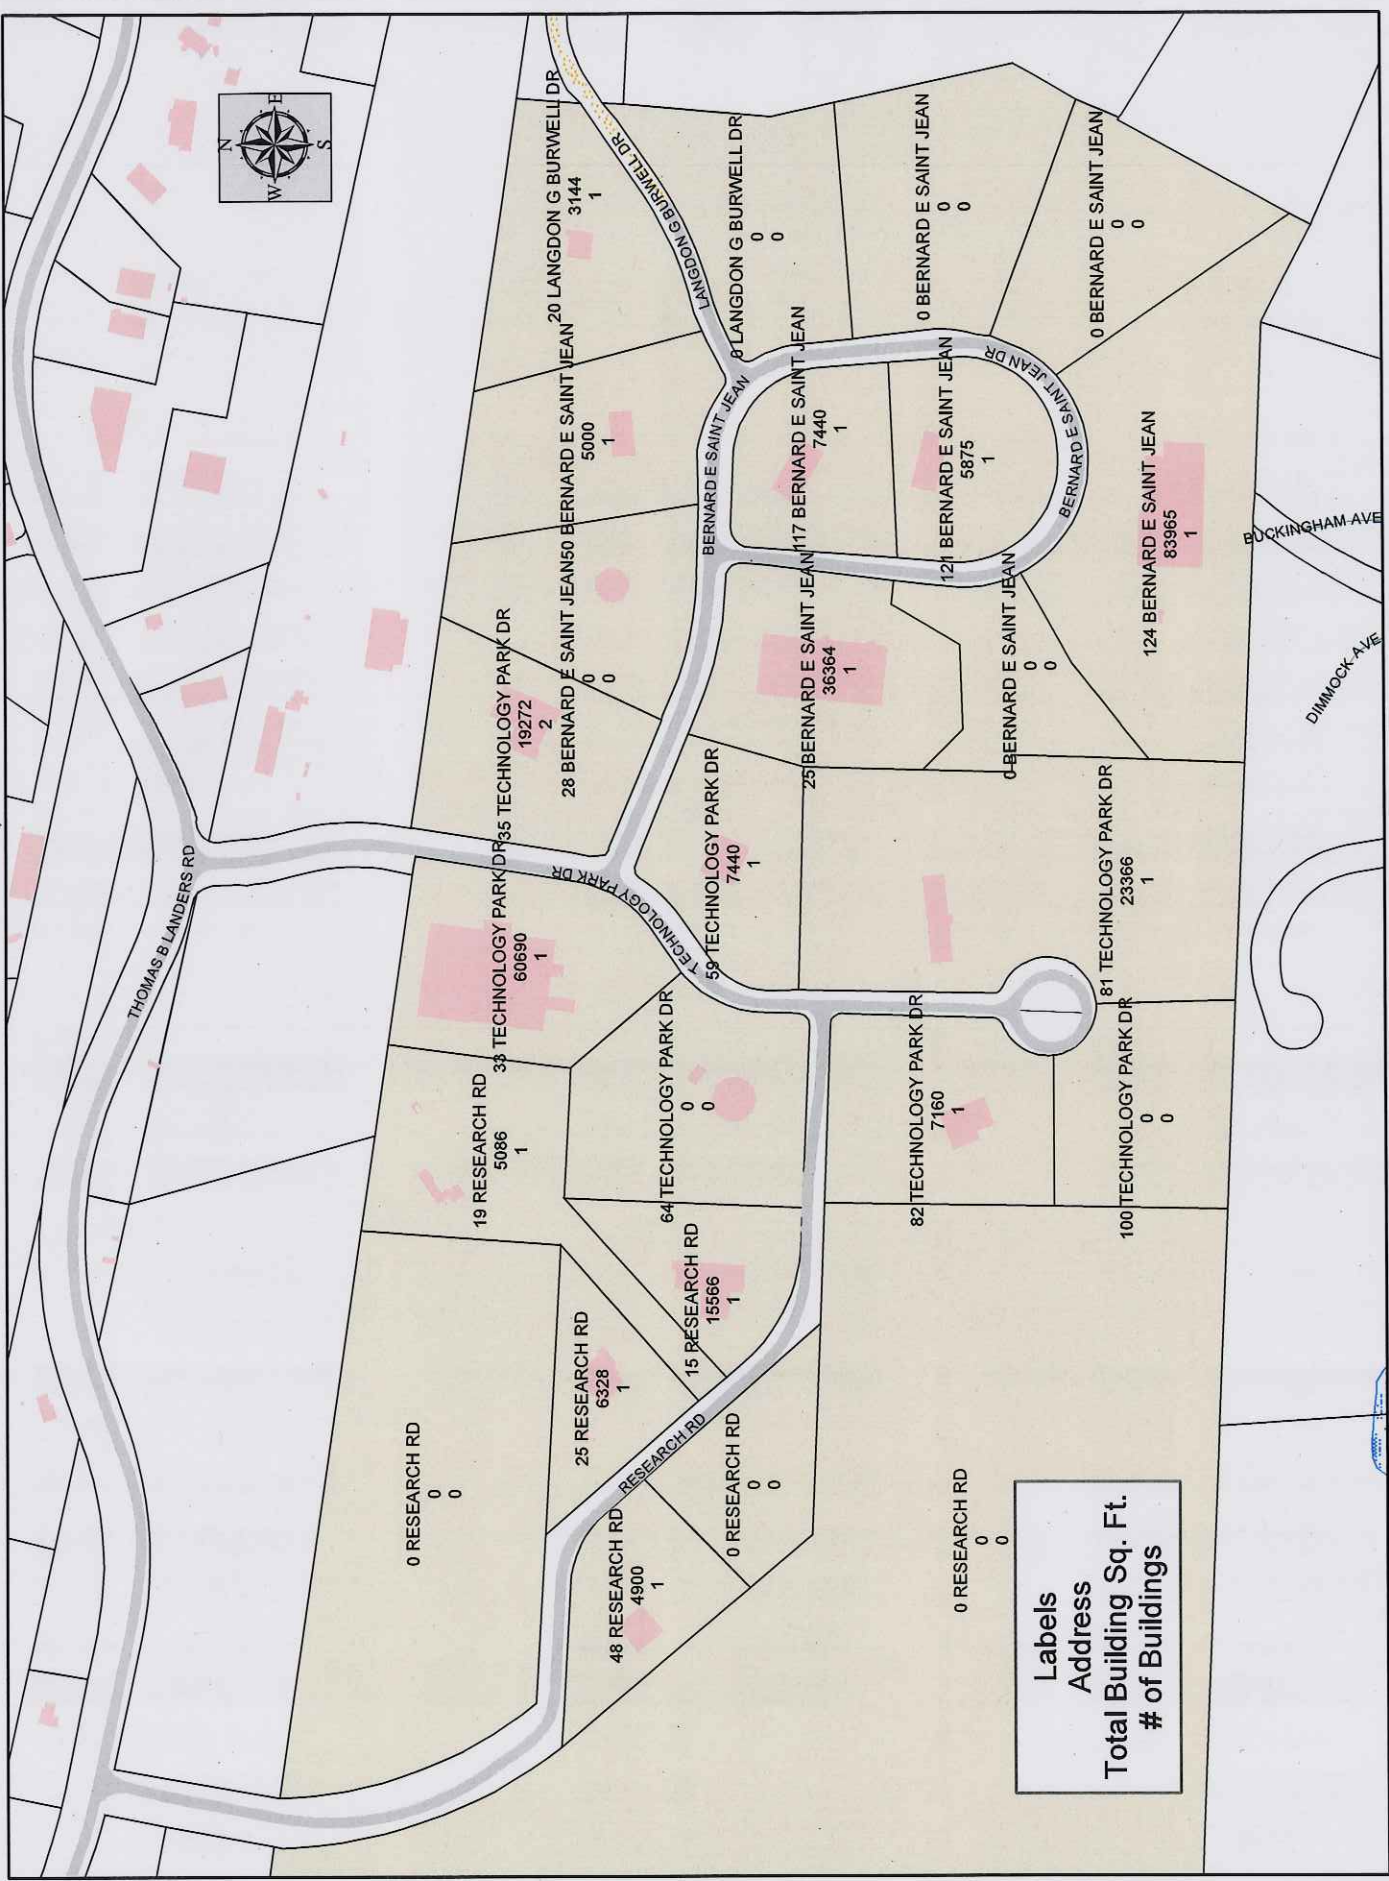 N
E
S
W
THOMAS B LANDERS RD
20 LANGDON G BURWELL DR
3144
1
LANGDON G BURWELL DR
LANGDON G BURWELL DR
0 LANGDON G BURWELL DR
0
0
0 BERNARD E SAINT JEAN
0
0
0 BERNARD E SAINT JEAN
0
0
50 BERNARD E SAINT JEAN
5000
1
28 BERNARD E SAINT JEAN
0
0
35 TECHNOLOGY PARK DR
19272
2
BERNARD E SAINT JEAN
117 BERNARD E SAINT JEAN
7440
1
121 BERNARD E SAINT JEAN
5875
1
BERNARD E SAINT JEAN DR
124 BERNARD E SAINT JEAN
83965
1
25 BERNARD E SAINT JEAN
36364
1
0 BERNARD E SAINT JEAN
0
0
BUCKINGHAM AVE
DIMMOCK AVE
33 TECHNOLOGY PARK DR
60690
1
TECHNOLOGY PARK DR
59 TECHNOLOGY PARK DR
7440
1
81 TECHNOLOGY PARK DR
23366
1
19 RESEARCH RD
5086
1
64 TECHNOLOGY PARK DR
0
0
82 TECHNOLOGY PARK DR
7160
1
100 TECHNOLOGY PARK DR
0
0
15 RESEARCH RD
15566
1
25 RESEARCH RD
6328
1
RESEARCH RD
0 RESEARCH RD
0
0
0 RESEARCH RD
0
0
48 RESEARCH RD
4900
1
0 RESEARCH RD
0
0
Labels
Address
Total Building Sq. Ft.
# of Buildings